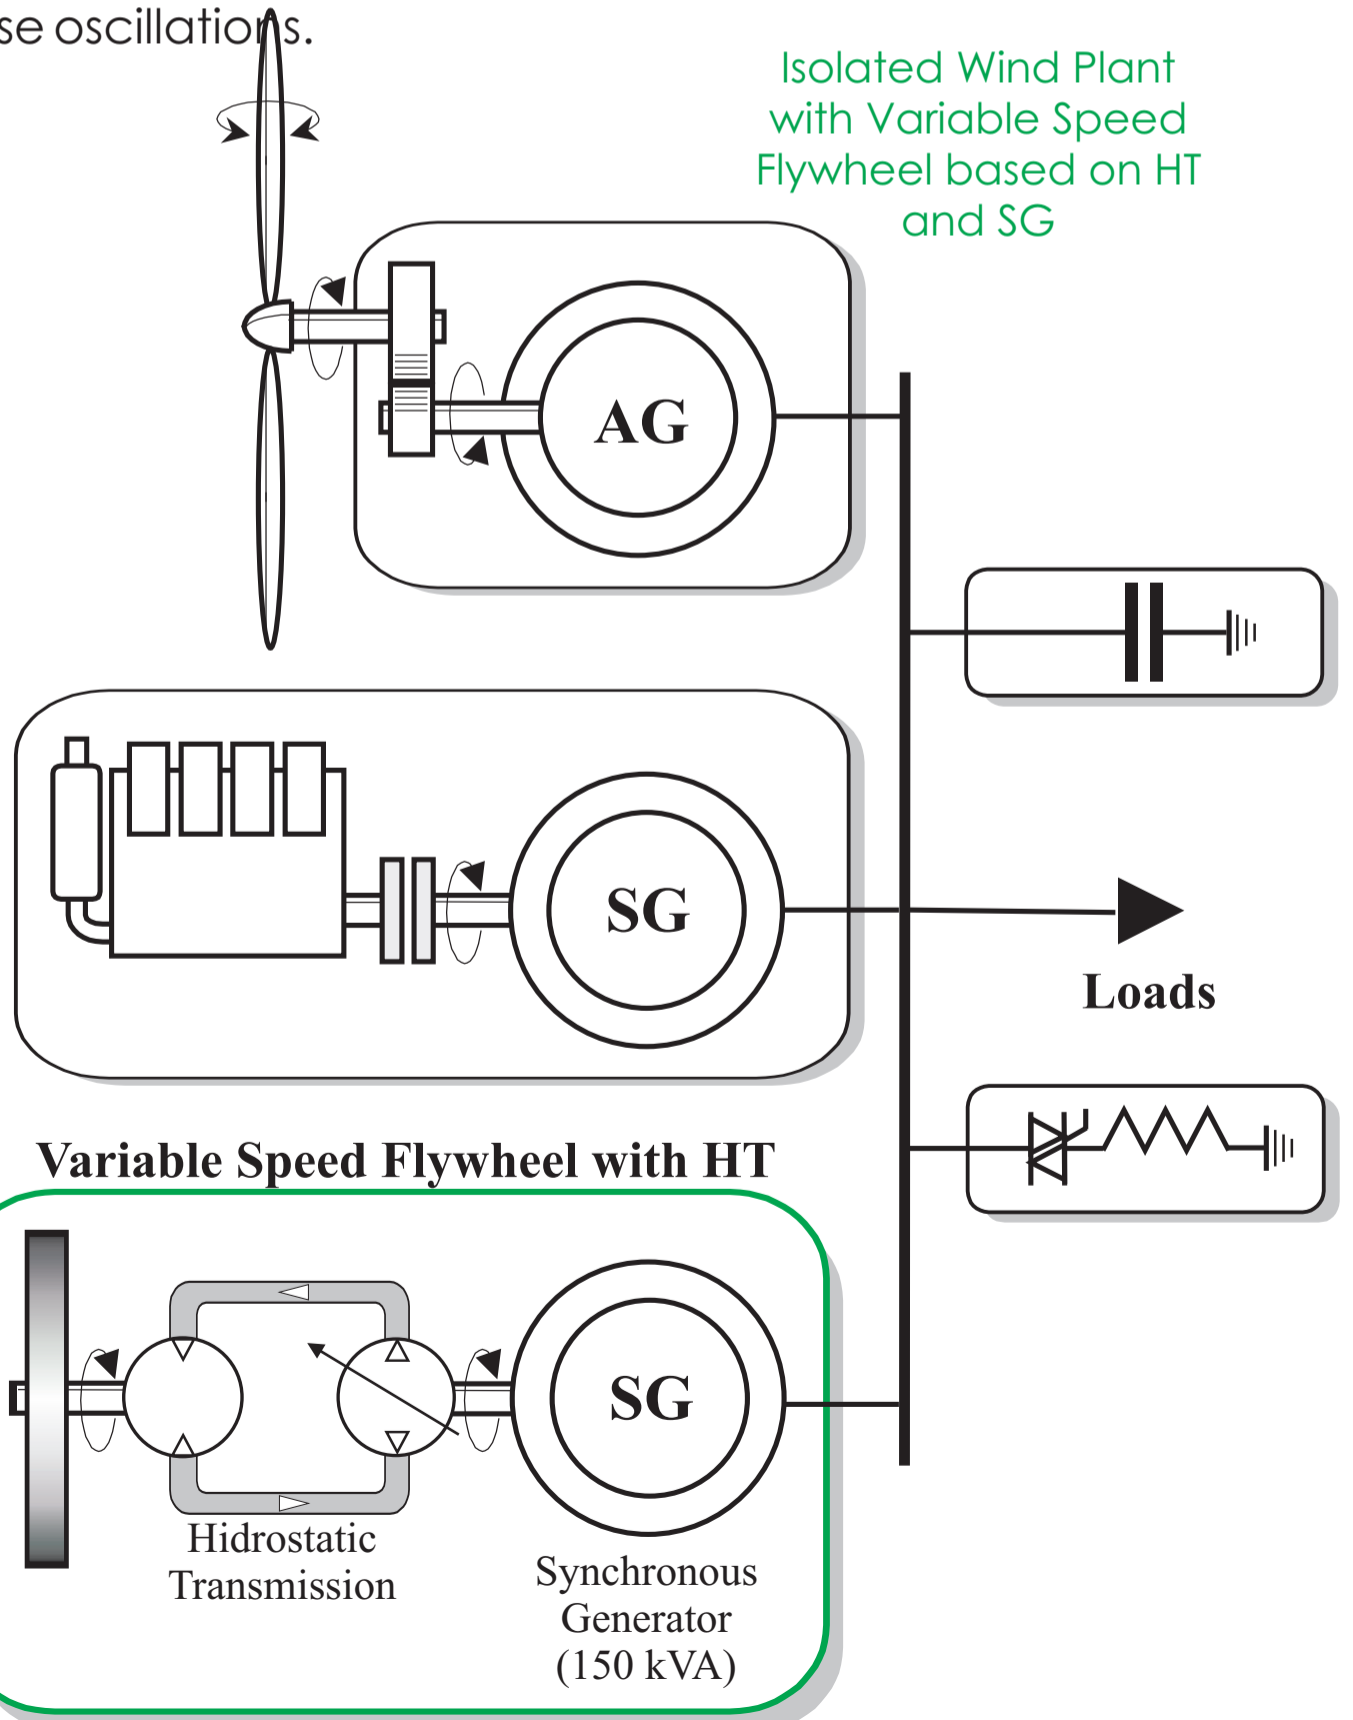 se oscillations.
Isolated Wind Plant
with Variable Speed
Flywheel based on HT
and SG
AG
SG
Loads
Variable Speed Flywheel with HT
SG
Hidrostatic
Transmission
Synchronous
Generator
(150 kVA)